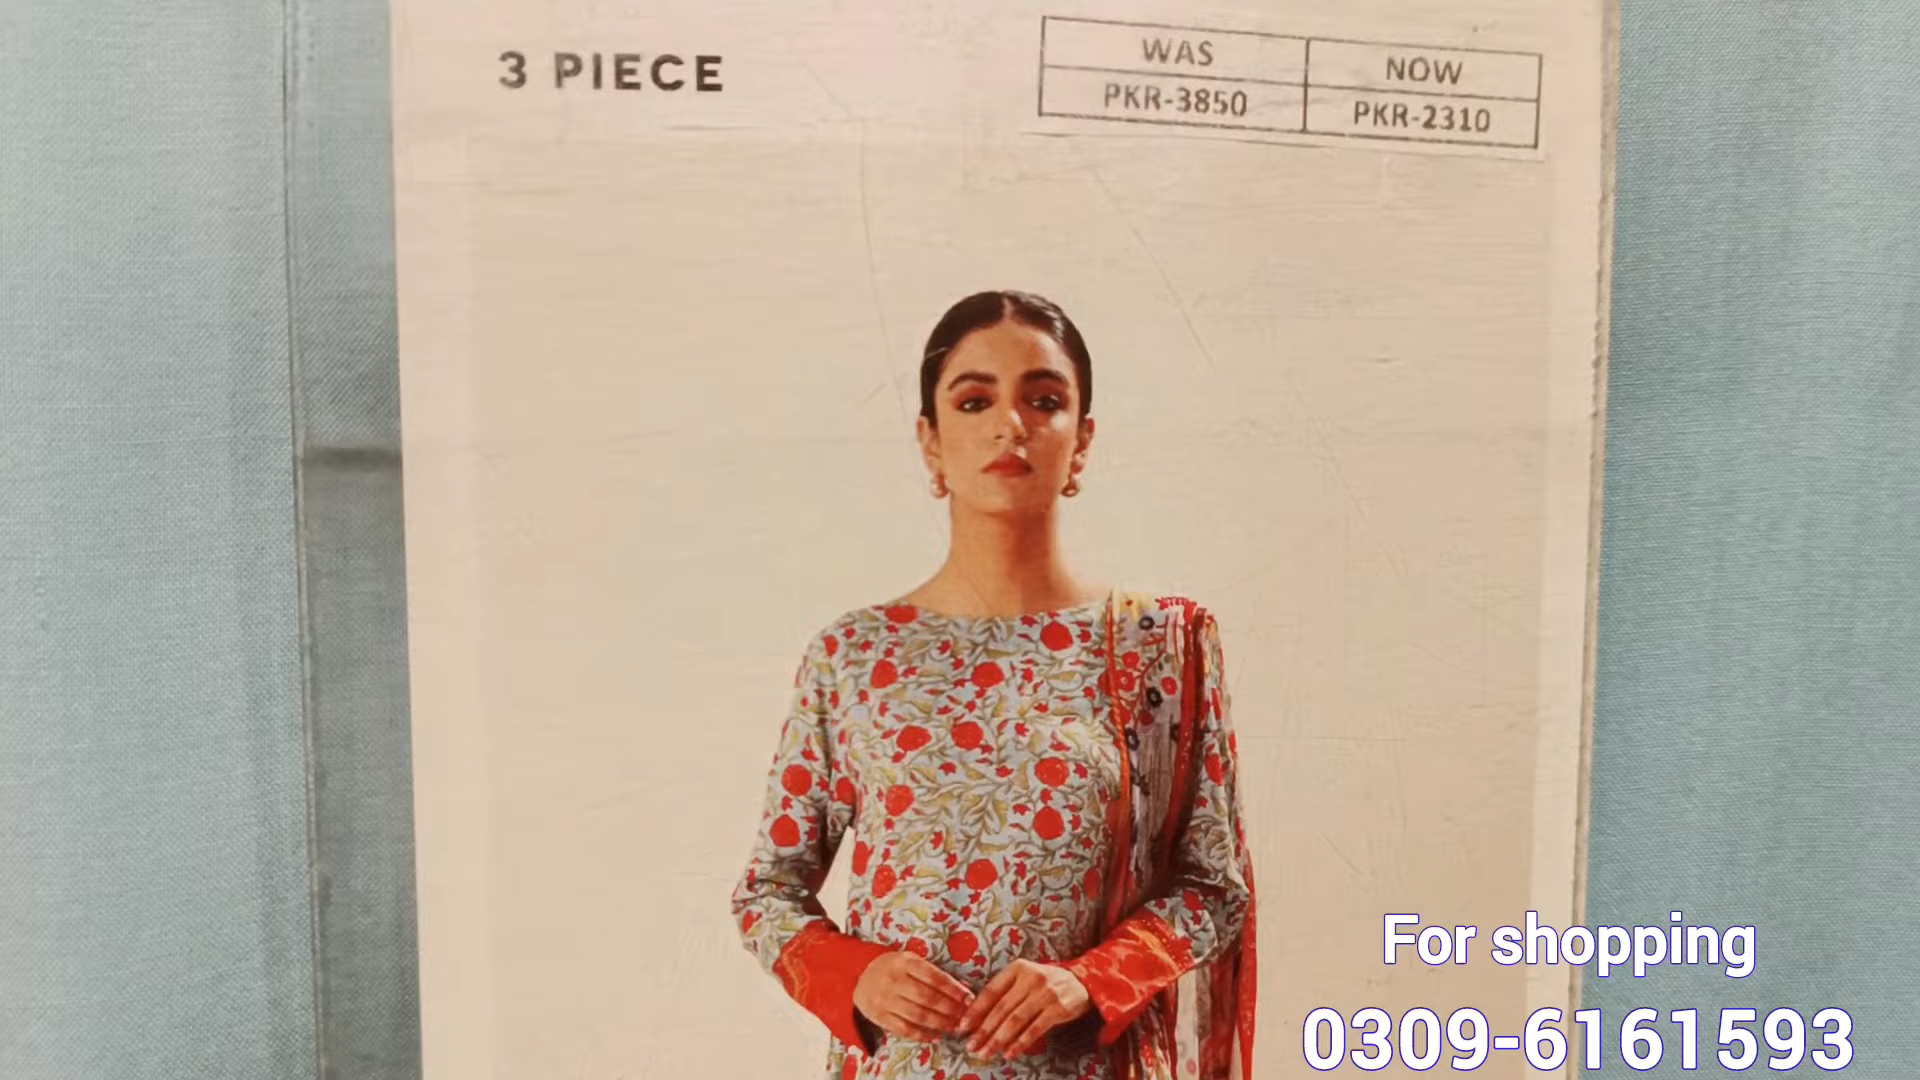 3 PIECE
WAS NOW
PKR-3850 PKR-2310
For shopping
0309-6161593